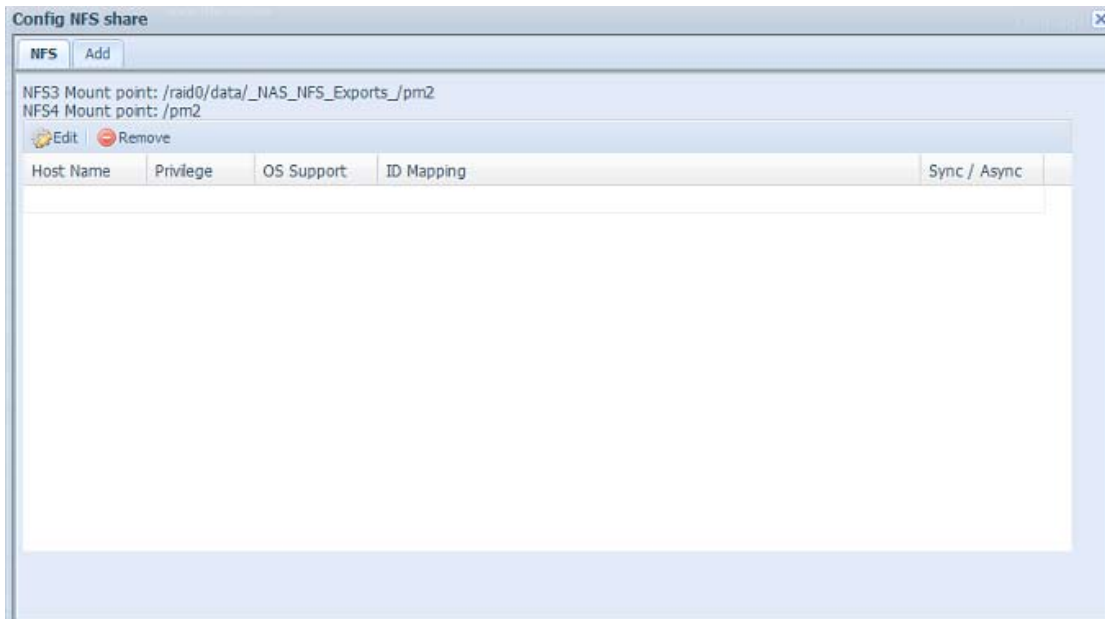 Config NFS share
NFS Add
NFS3 Mount point: /raid0/data/_NAS_NFS_Exports_/pm2
NFS4 Mount point: /pm2
Edit Remove
Host Name Privilege OS Support ID Mapping Sync / Async